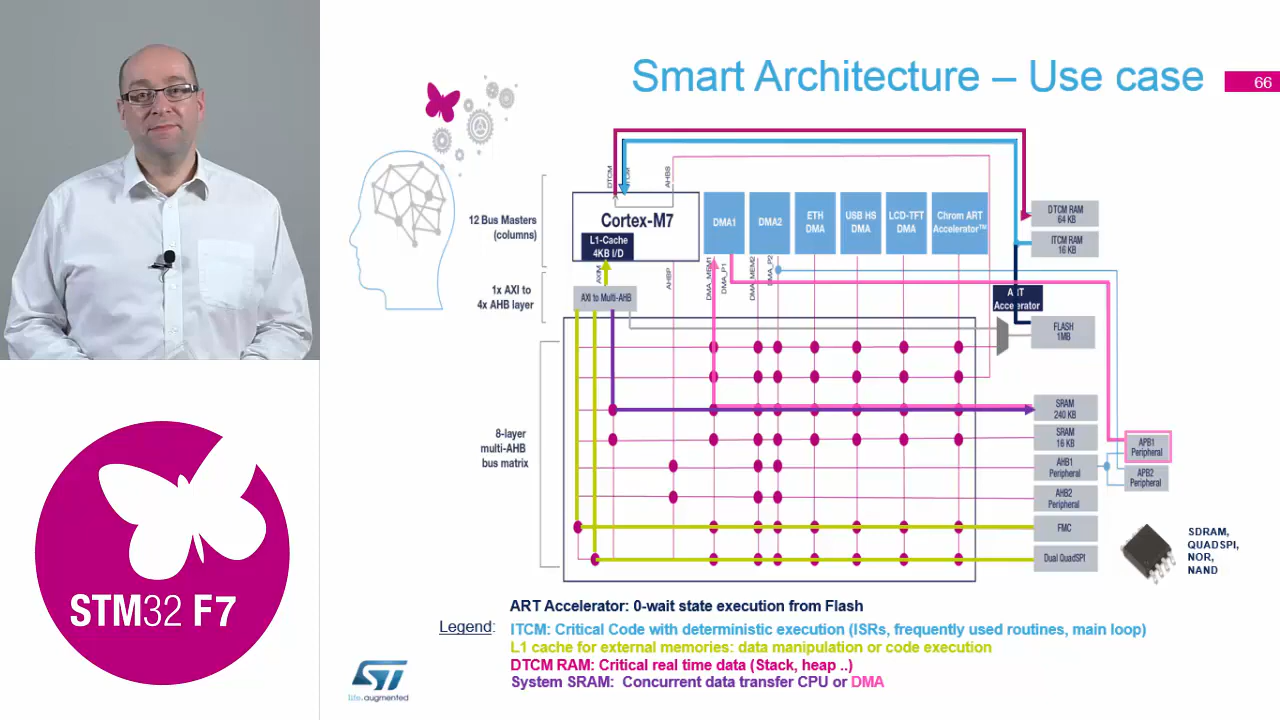 Smart Architecture – Use case
66
DTCM
ITCM
AHBS
12 Bus Masters
(columns)
Cortex-M7
L1-Cache
4KB I/D
DMA1
DMA2
ETH
DMA
USB HS
DMA
LCD-TFT
DMA
Chrom ART
Accelerator™
DTCM RAM
64 KB
ITCM RAM
16 KB
AXIM
AHBP
DMA_MEM1
DMA_P1
DMA_MEM2
DMA_P2
1x AXI to
4x AHB layer
AXI to Multi-AHB
ART
Accelerator
FLASH
1MB
8-layer
multi-AHB
bus matrix
SRAM
240 KB
SRAM
16 KB
AHB1
Peripheral
AHB2
Peripheral
FMC
Dual QuadSPI
APB1
Peripheral
APB2
Peripheral
SDRAM,
QUADSPI,
NOR,
NAND
STM32 F7
ART Accelerator: 0-wait state execution from Flash
Legend:
ITCM: Critical Code with deterministic execution (ISRs, frequently used routines, main loop)
L1 cache for external memories: data manipulation or code execution
DTCM RAM: Critical real time data (Stack, heap ..)
System SRAM: Concurrent data transfer CPU or DMA
ST
life.augmented